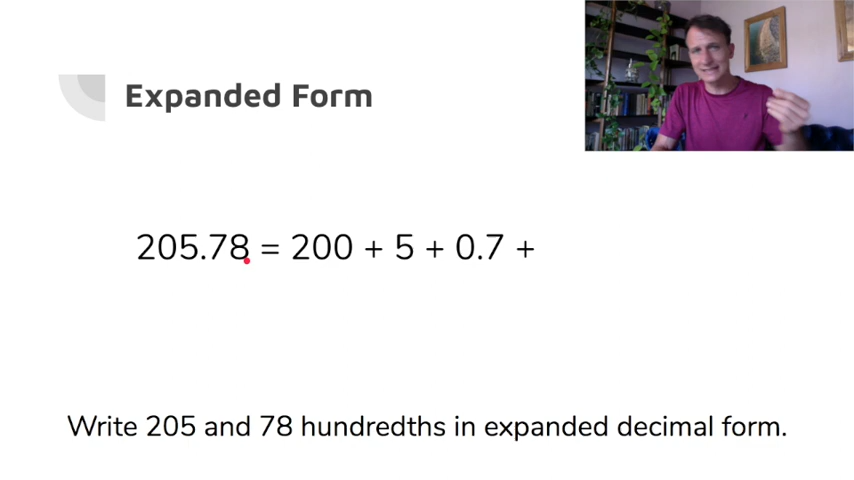 Expanded Form
205.78 = 200 + 5 + 0.7 +
Write 205 and 78 hundredths in expanded decimal form.